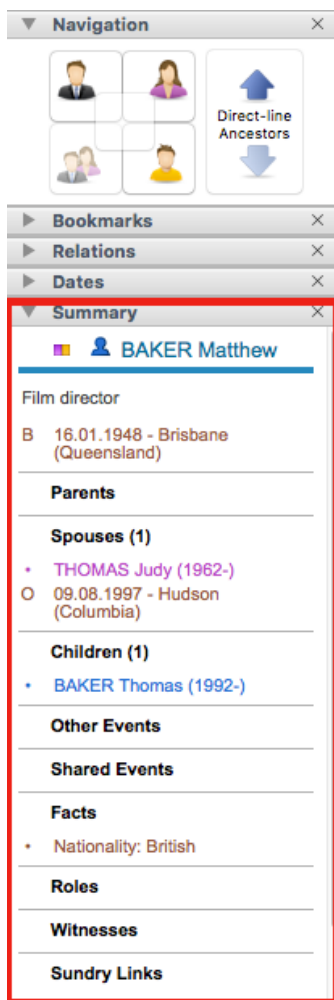 Navigation
Direct-line
Ancestors
Bookmarks
Relations
Dates
Summary
BAKER Matthew
Film director
B 16.01.1948 - Brisbane
(Queensland)
Parents
Spouses (1)
• THOMAS Judy (1962-)
O 09.08.1997 - Hudson
(Columbia)
Children (1)
• BAKER Thomas (1992-)
Other Events
Shared Events
Facts
• Nationality: British
Roles
Witnesses
Sundry Links